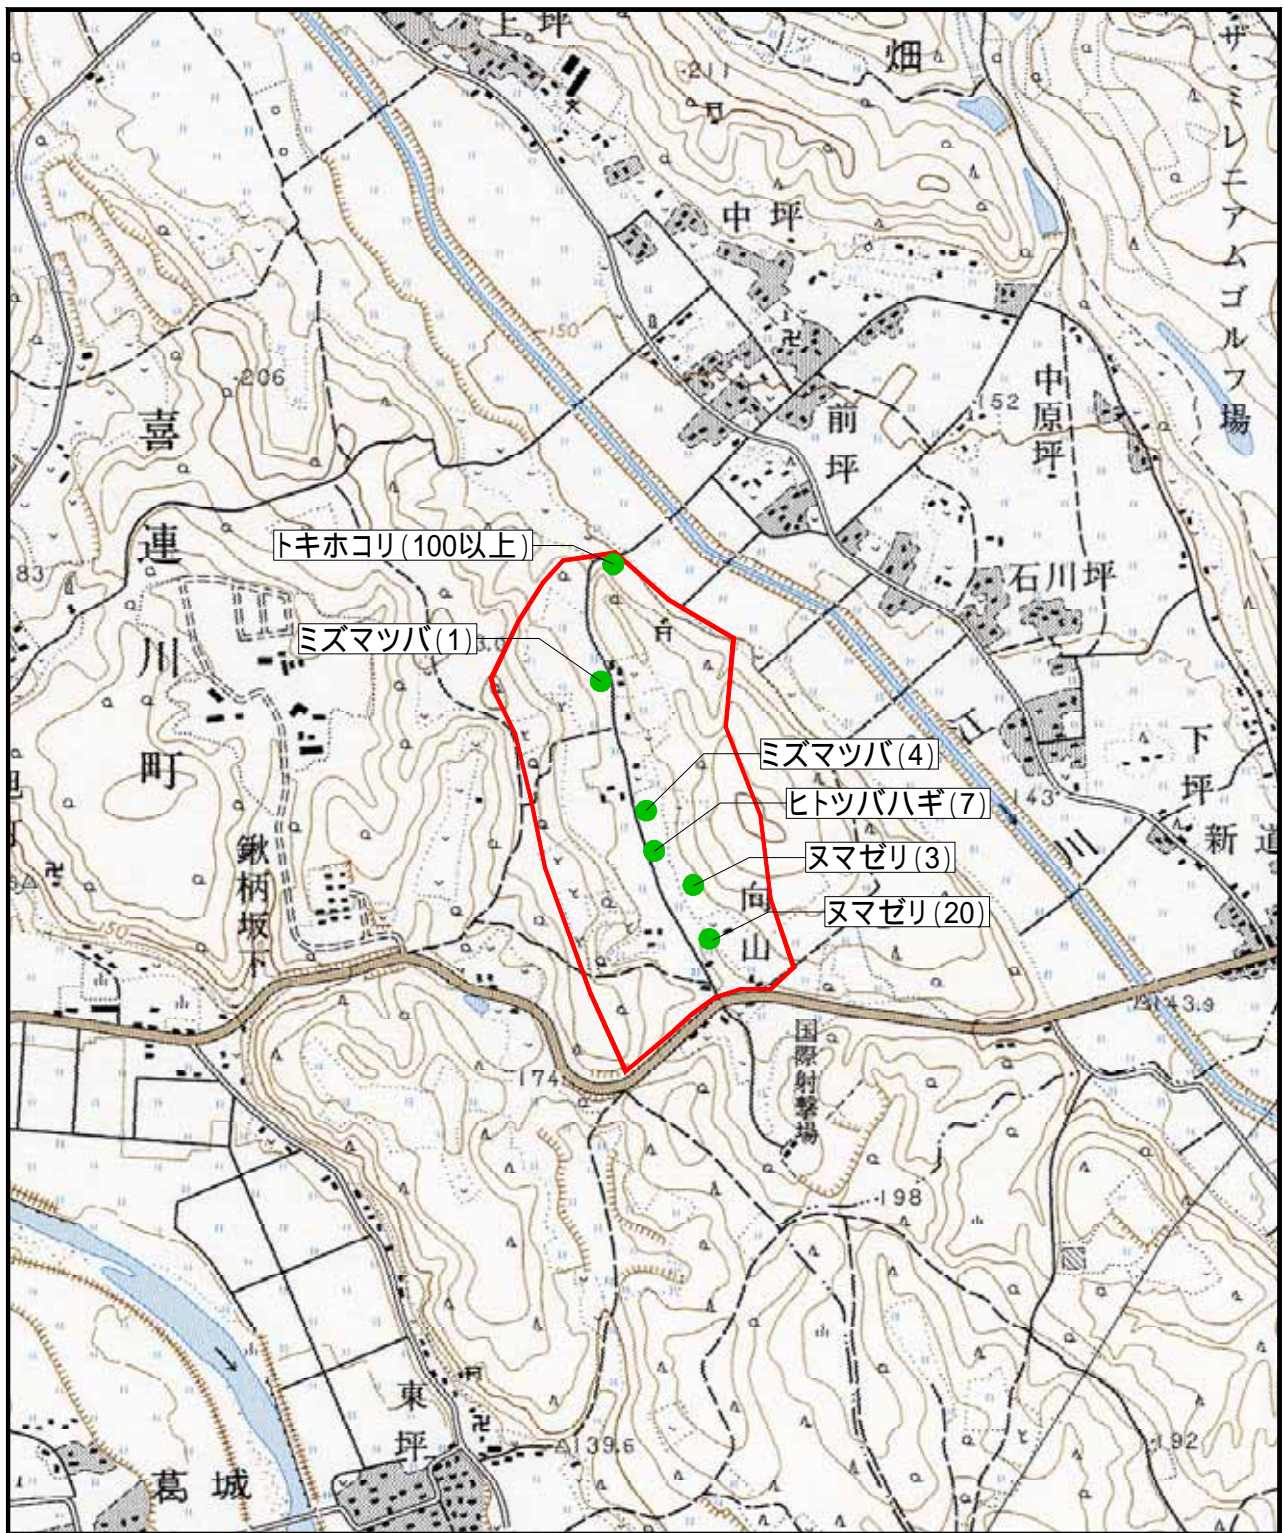 上坪
畑
ザ・ミレニアムゴルフ場
・211
中坪
150
・206
喜連川町
前坪
・152
中原坪
トキホコリ(100以上)
石川坪
83
ミズマツバ(1)
江川
下坪
ミズマツバ(4)
ヒトツバハギ(7)
143
新道
鍬柄坂下
ヌマゼリ(3)
向山
ヌマゼリ(20)
150
143.9
国際射撃場
174
・198
東坪
139.6
・192
葛城